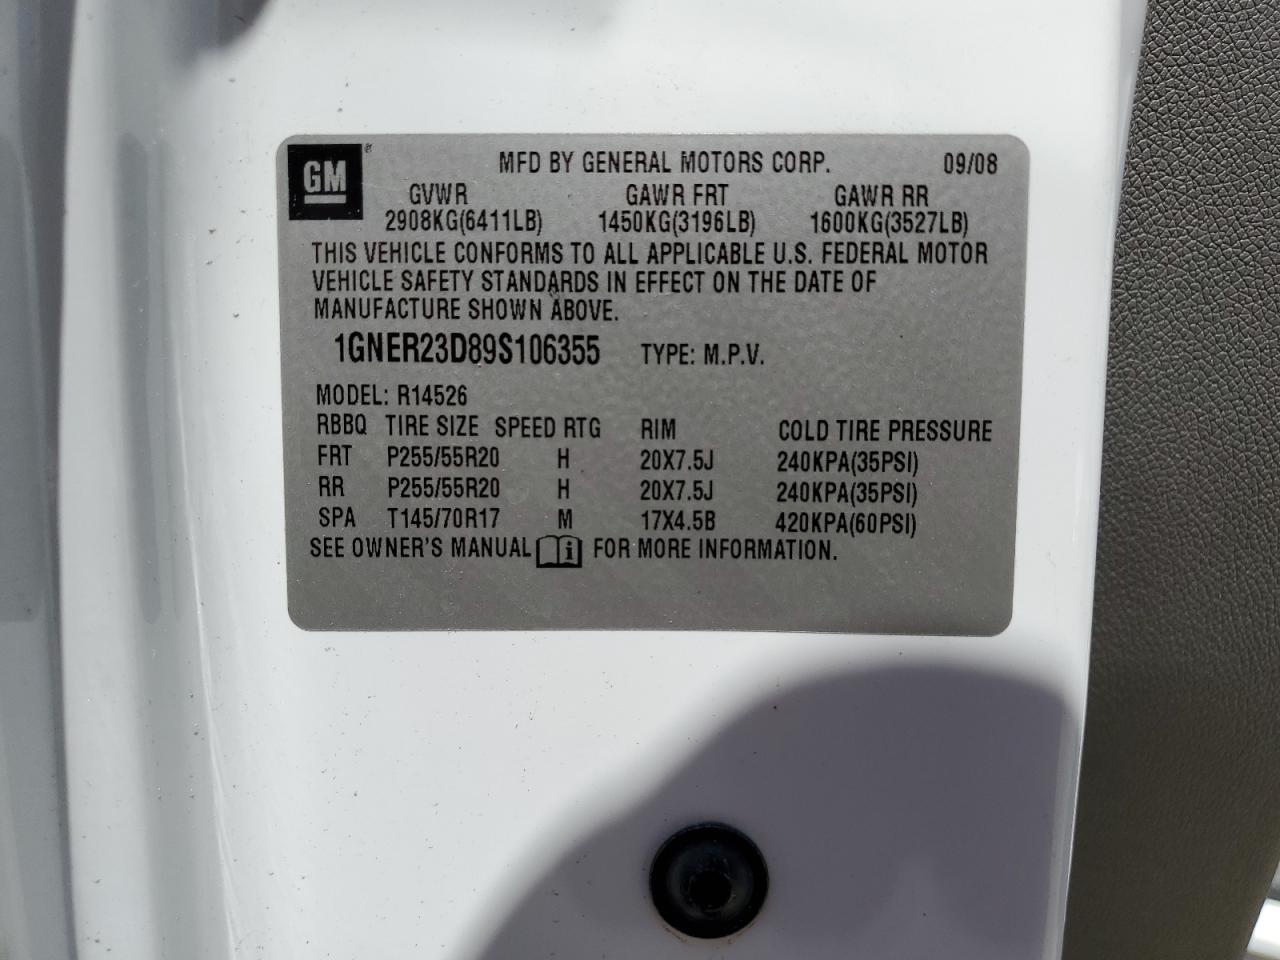 GM® MFD BY GENERAL MOTORS CORP. 09/08
GVWR GAWR FRT GAWR RR
2908KG(6411LB) 1450KG(3196LB) 1600KG(3527LB)
THIS VEHICLE CONFORMS TO ALL APPLICABLE U.S. FEDERAL MOTOR
VEHICLE SAFETY STANDARDS IN EFFECT ON THE DATE OF
MANUFACTURE SHOWN ABOVE.
1GNER23D89S106355 TYPE: M.P.V.
MODEL: R14526
RBBQ TIRE SIZE SPEED RTG RIM COLD TIRE PRESSURE
FRT P255/55R20 H 20X7.5J 240KPA(35PSI)
RR P255/55R20 H 20X7.5J 240KPA(35PSI)
SPA T145/70R17 M 17X4.5B 420KPA(60PSI)
SEE OWNER'S MANUAL i FOR MORE INFORMATION.